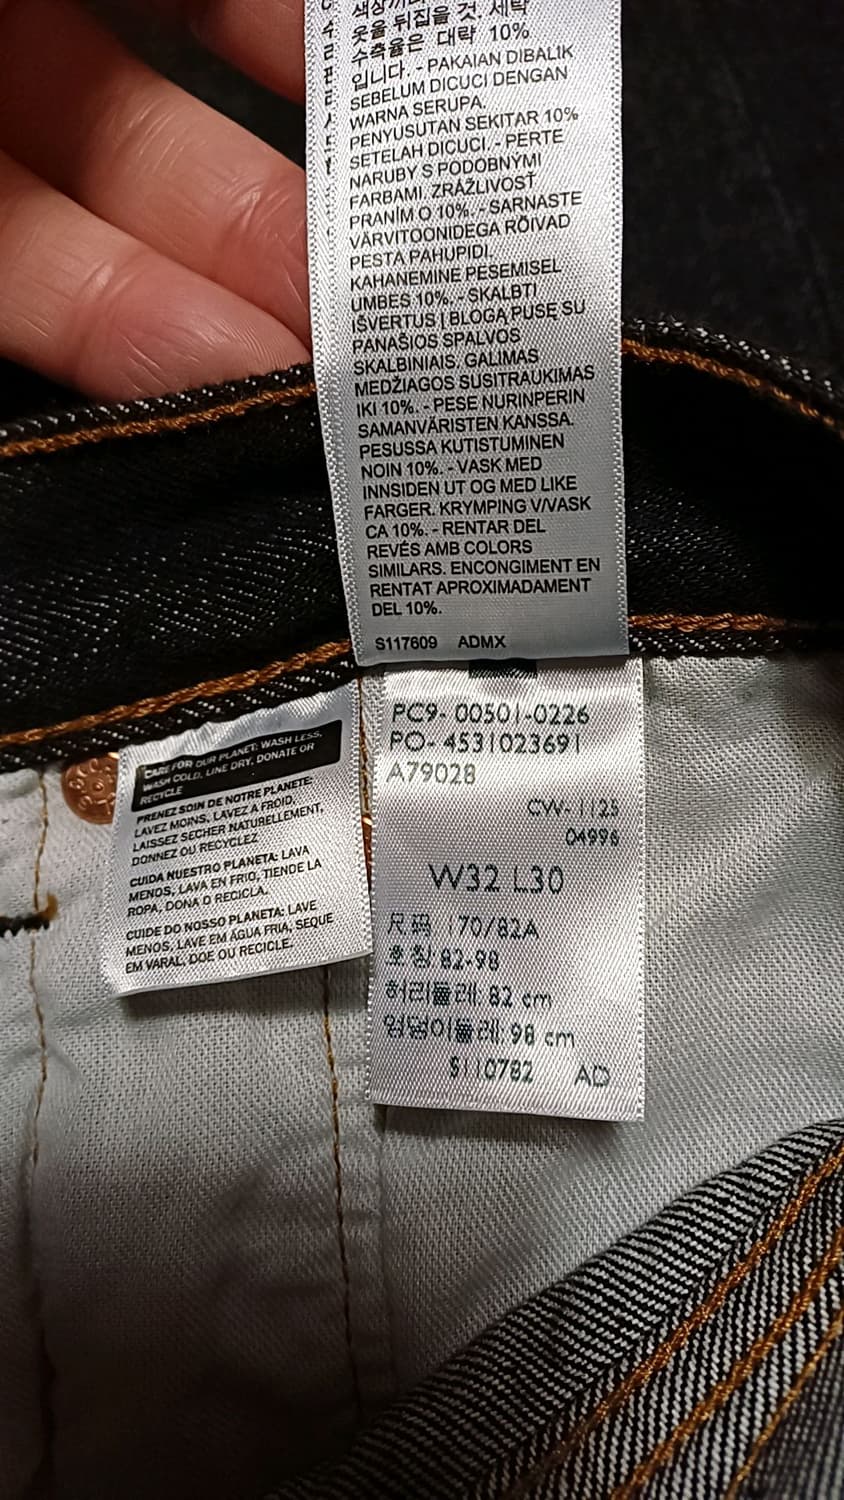 옷을 뒤집을 것. 세탁
수축율은 대략 10%
입니다. - PAKAIAN DIBALIK
SEBELUM DICUCI DENGAN
WARNA SERUPA.
PENYUSUTAN SEKITAR 10%
SETELAH DICUCI. - PERTE
NARUBY S PODOBNÝMI
FARBAMI. ZRÁŽLIVOSŤ
PRANÍM O 10%. - SARNASTE
VÄRVITOONIDEGA RÕIVAD
PESTA PAHUPIDI.
KAHANEMINE PESEMISEL
UMBES 10%. - SKALBTI
IŠVERTUS Į BLOGĄ PUSĘ SU
PANAŠIOS SPALVOS
SKALBINIAIS. GALIMAS
MEDŽIAGOS SUSITRAUKIMAS
IKI 10%. - PESE NURINPERIN
SAMANVÄRISTEN KANSSA.
PESUSSA KUTISTUMINEN
NOIN 10%. - VASK MED
INNSIDEN UT OG MED LIKE
FARGER. KRYMPING V/VASK
CA 10%. - RENTAR DEL
REVÉS AMB COLORS
SIMILARS. ENCONGIMENT EN
RENTAT APROXIMADAMENT
DEL 10%.
S117609 ADMX
CARE FOR OUR PLANET: WASH LESS,
WASH COLD, LINE DRY, DONATE OR
RECYCLE
PRENEZ SOIN DE NOTRE PLANETE:
LAVEZ MOINS, LAVEZ A FROID,
LAISSEZ SECHER NATURELLEMENT,
DONNEZ OU RECYCLEZ
CUIDA NUESTRO PLANETA: LAVA
MENOS, LAVA EN FRIO, TIENDE LA
ROPA, DONA O RECICLA.
CUIDE DO NOSSO PLANETA: LAVE
MENOS, LAVE EM ÁGUA FRIA, SEQUE
EM VARAL, DOE OU RECICLE.
PC9- 00501-0226
PO- 4531023691
A79028
CW- 1125
04996
W32 L30
尺码 170/82A
호칭 82-98
허리둘레: 82 cm
엉덩이둘레: 98 cm
S110782 AD